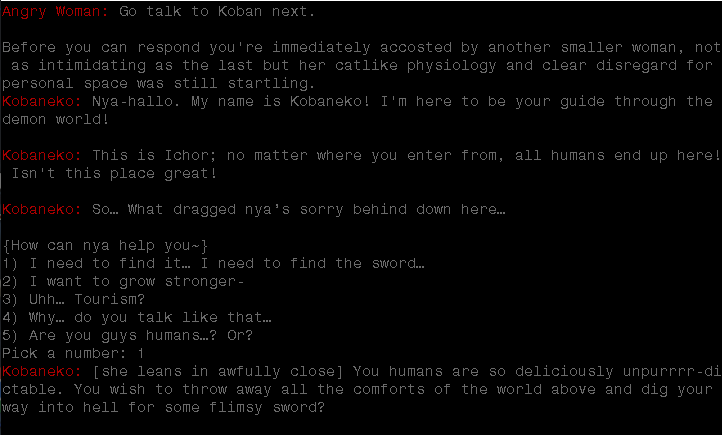 Angry Woman: Go talk to Koban next.
Before you can respond you're immediately accosted by another smaller woman, not
as intimidating as the last but her catlike physiology and clear disregard for
personal space was still startling.
Kobaneko: Nya-hallo. My name is Kobaneko! I'm here to be your guide through the
demon world!
Kobaneko: This is Ichor; no matter where you enter from, all humans end up here!
Isn't this place great!
Kobaneko: So… What dragged nya's sorry behind down here…
{How can nya help you~}
1) I need to find it… I need to find the sword…
2) I want to grow stronger-
3) Uhh… Tourism?
4) Why… do you talk like that…
5) Are you guys humans…? Or?
Pick a number: 1
Kobaneko: [she leans in awfully close] You humans are so deliciously unpurrrr-di
ctable. You wish to throw away all the comforts of the world above and dig your
way into hell for some flimsy sword?